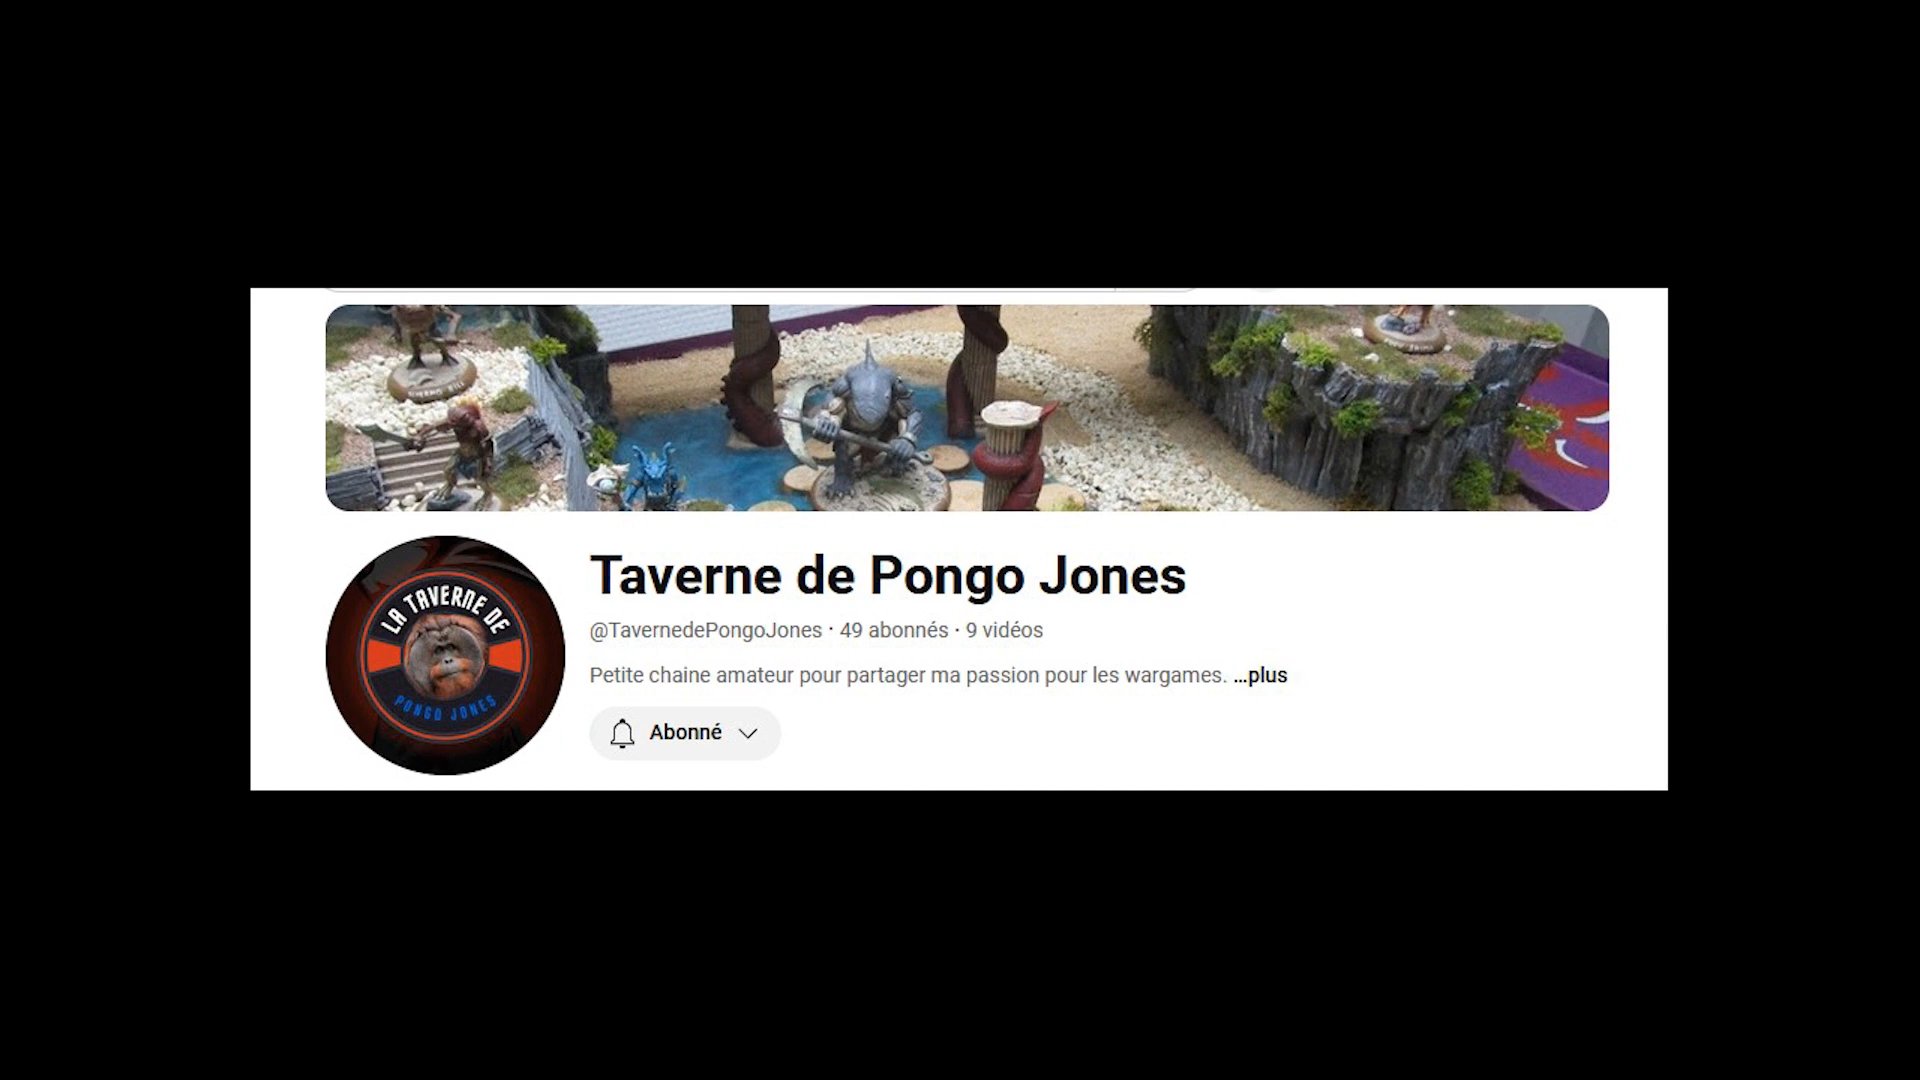 Taverne de Pongo Jones
@TavernedePongoJones · 49 abonnés · 9 vidéos
Petite chaine amateur pour partager ma passion pour les wargames. ...plus
LA TAVERNE DE
PONGO JONES
Abonné